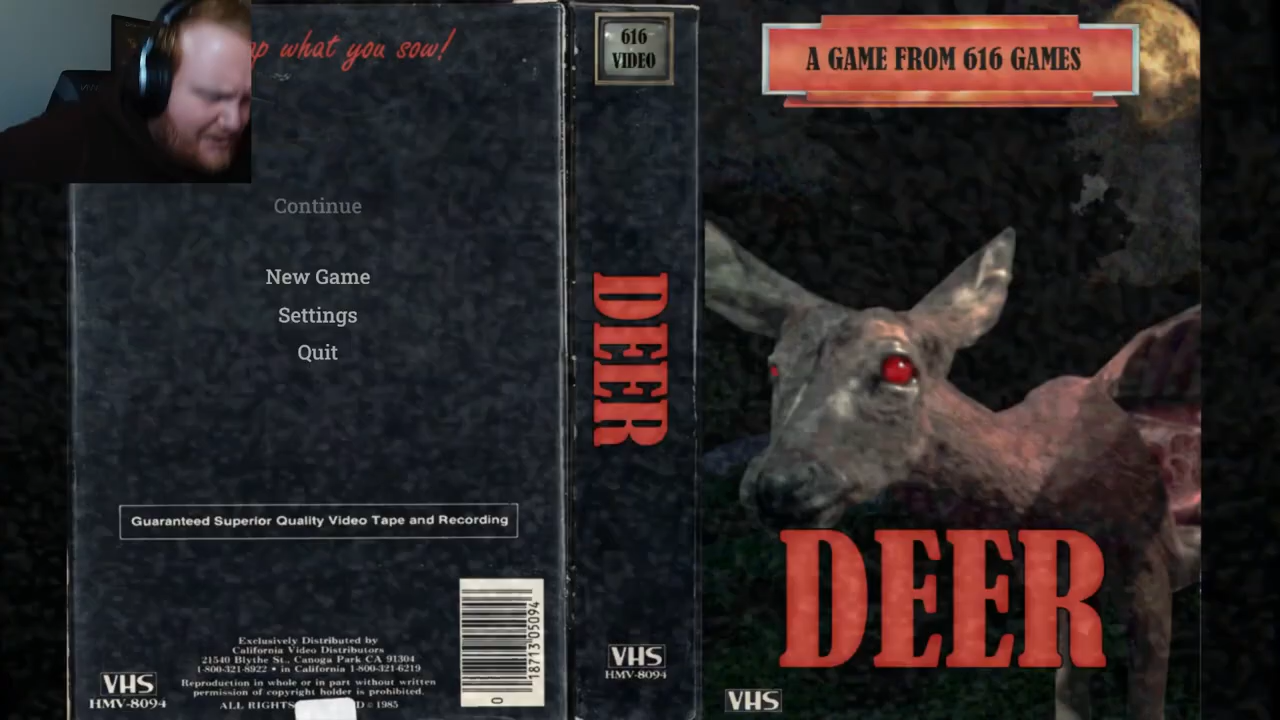 what you sow!
Continue
New Game
Settings
Quit
Guaranteed Superior Quality Video Tape and Recording
Exclusively Distributed by
California Video Distributors
21540 Blythe St., Canoga Park CA 91304
1-800-321-8922 • in California 1-800-321-6219
Reproduction in whole or in part without written
permission of copyright holder is prohibited.
ALL RIGHTS © 1985
VHS
HMV-8094
0 18713 05094
616
VIDEO
DEER
VHS
HMV-8094
A GAME FROM 616 GAMES
DEER
VHS